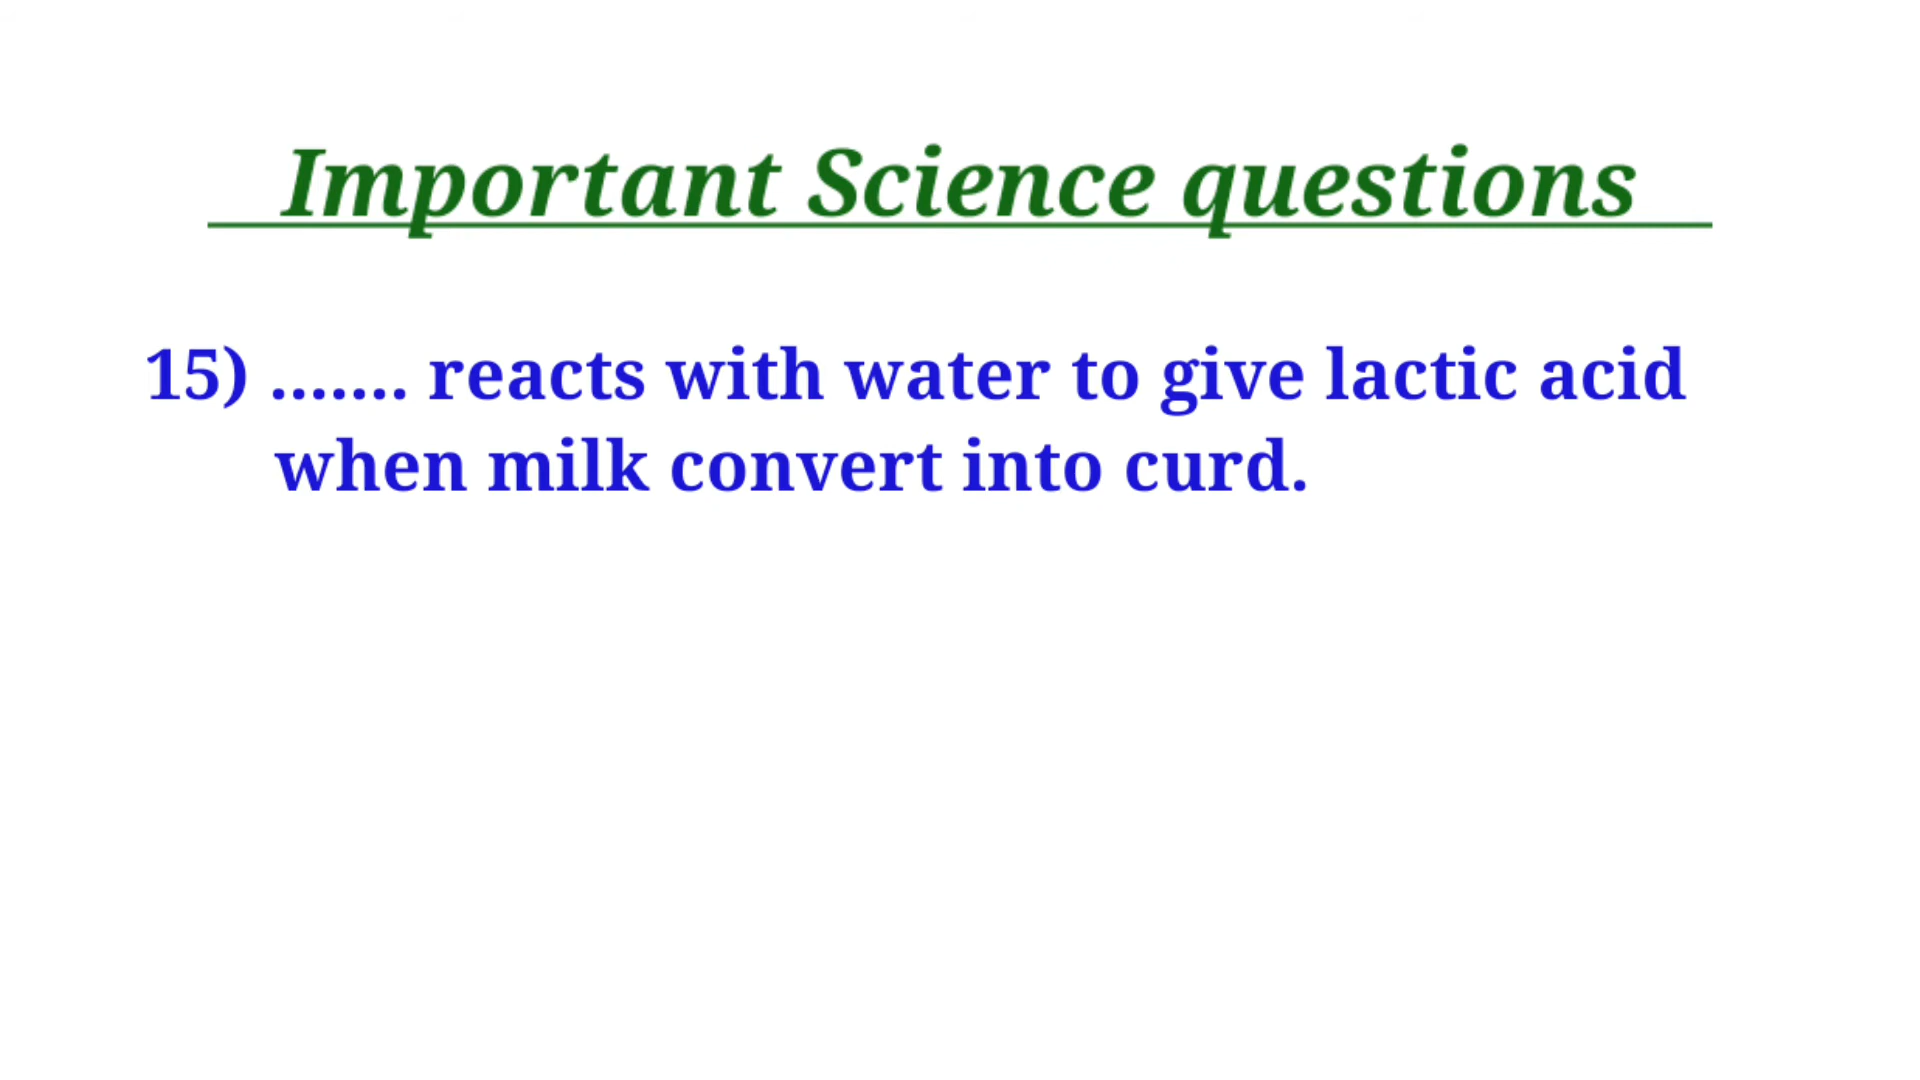 Important Science questions
15) ....... reacts with water to give lactic acid
when milk convert into curd.